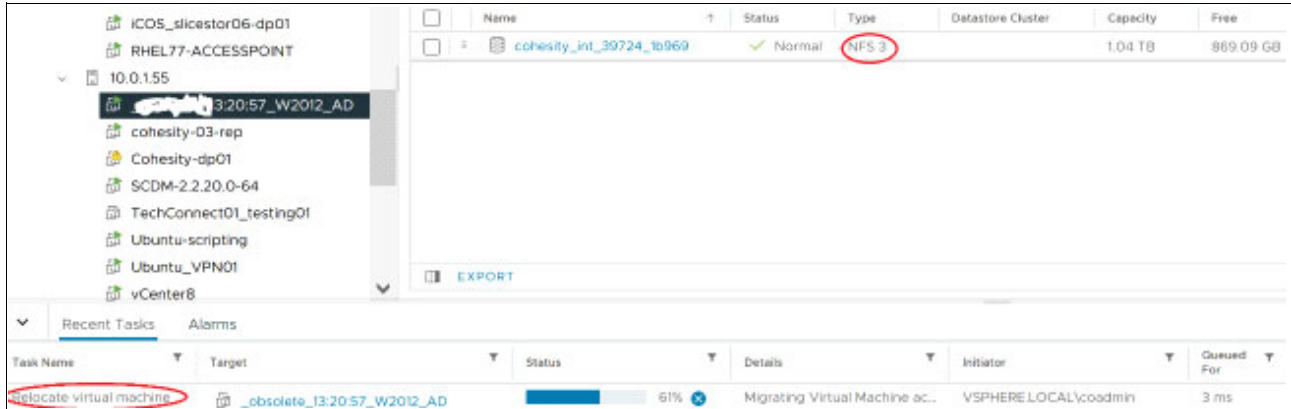 iCOS_slicestor06-dp01
RHEL77-ACCESSPOINT
10.0.1.55
13:20:57_W2012_AD
cohesity-03-rep
Cohesity-dp01
SCDM-2.2.20.0-64
TechConnect01_testing01
Ubuntu-scripting
Ubuntu_VPN01
vCenter8
Name ↑ Status Type Datastore Cluster Capacity Free
cohesity_int_39724_1b969 Normal NFS 3 1.04 TB 869.09 GB
EXPORT
Recent Tasks Alarms
Task Name Target Status Details Initiator Queued For
Relocate virtual machine _obsolete_13:20:57_W2012_AD 61% Migrating Virtual Machine ac... VSPHERE.LOCAL\coadmin 3 ms